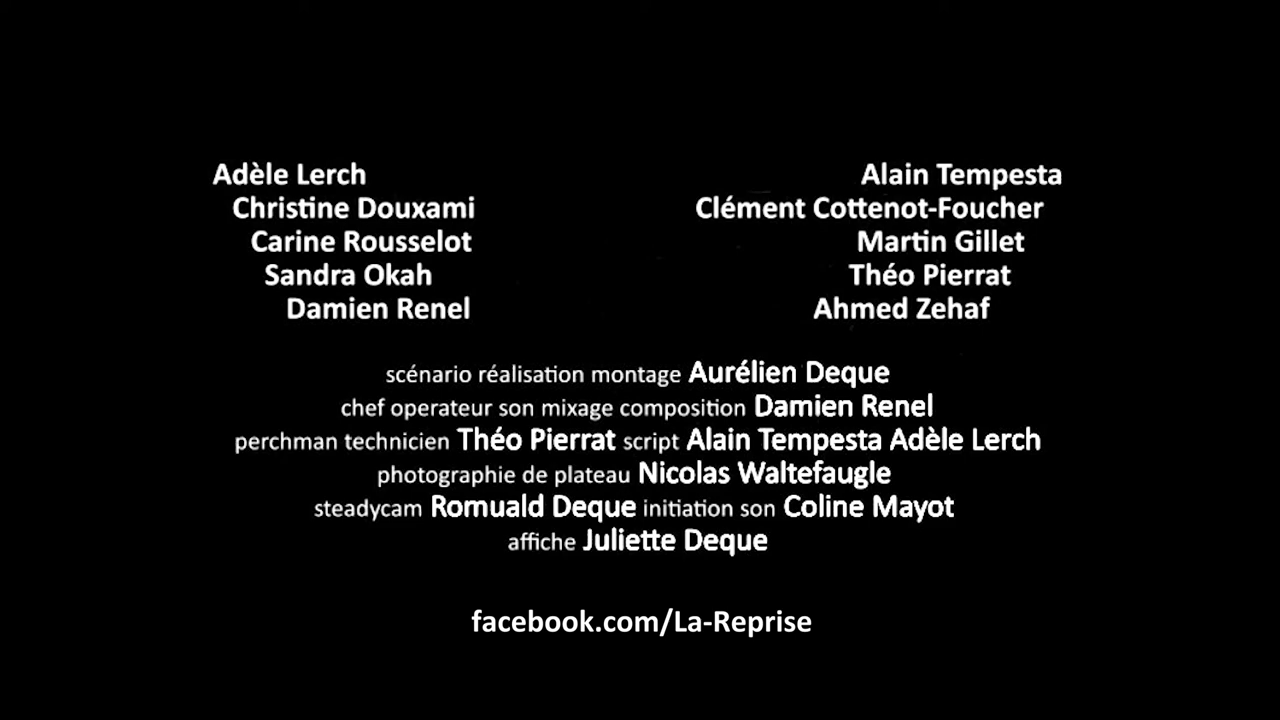 Adèle Lerch
Christine Douxami
Carine Rousselot
Sandra Okah
Damien Renel
Alain Tempesta
Clément Cottenot-Foucher
Martin Gillet
Théo Pierrat
Ahmed Zehaf
scénario réalisation montage Aurélien Deque
chef operateur son mixage composition Damien Renel
perchman technicien Théo Pierrat script Alain Tempesta Adèle Lerch
photographie de plateau Nicolas Waltefaugle
steadycam Romuald Deque initiation son Coline Mayot
affiche Juliette Deque
facebook.com/La-Reprise